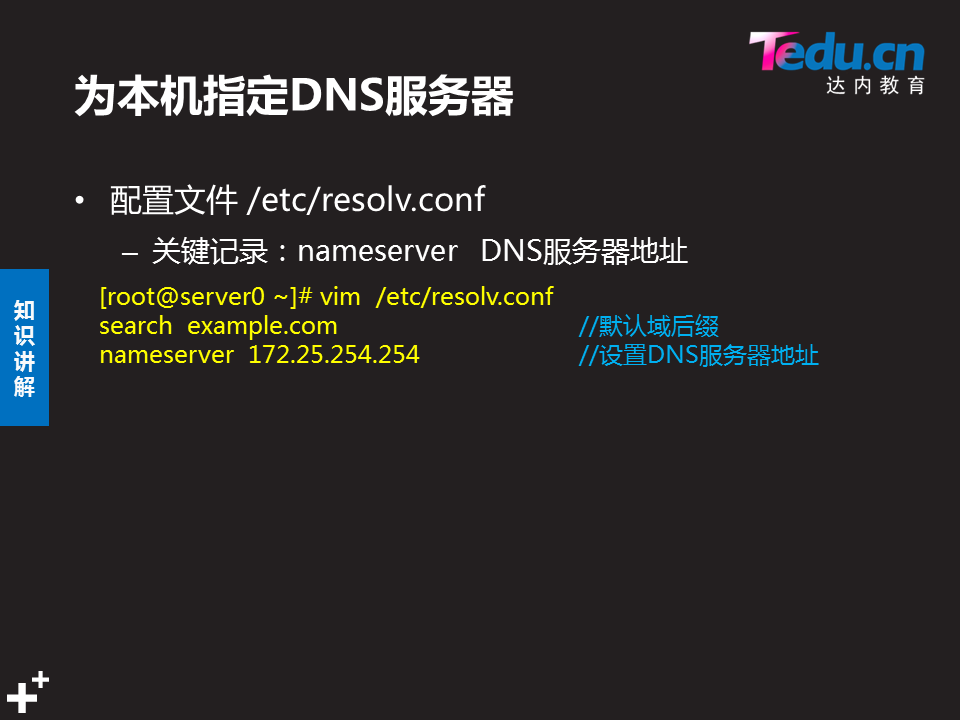 Tedu.cn
达内教育
为本机指定DNS服务器
• 配置文件 /etc/resolv.conf
– 关键记录：nameserver DNS服务器地址
[root@server0 ~]# vim /etc/resolv.conf
search example.com //默认域后缀
nameserver 172.25.254.254 //设置DNS服务器地址
知识讲解